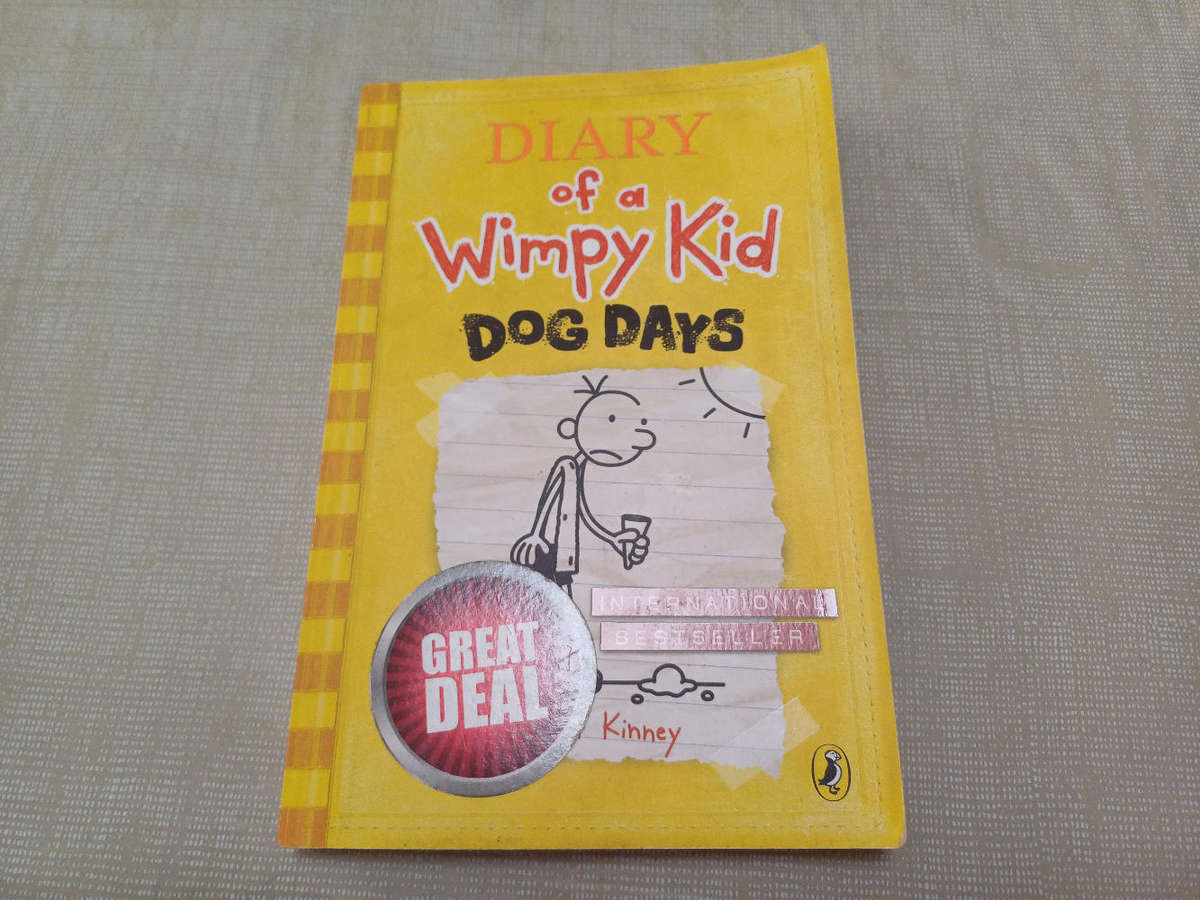 DIARY
of a
Wimpy Kid
DOG DAYS
INTERNATIONAL
BESTSELLER
GREAT
DEAL
Kinney